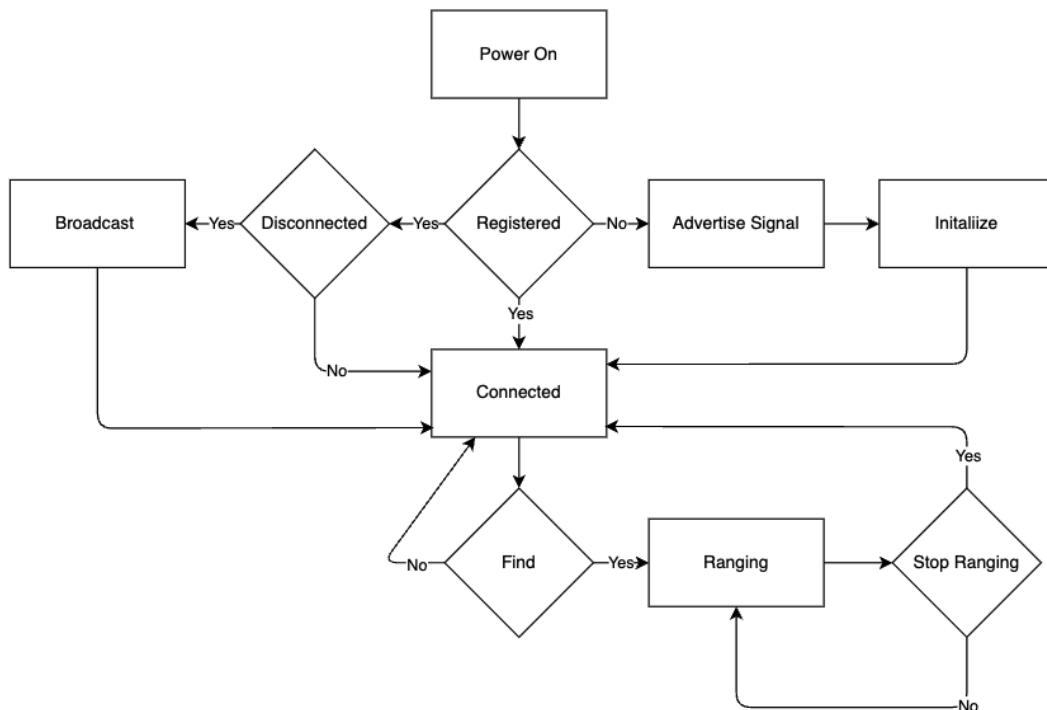 Power On
Broadcast
Yes
Disconnected
Yes
Registered
No
Advertise Signal
Initaliize
Yes
No
Connected
Yes
No
Find
Yes
Ranging
Stop Ranging
No